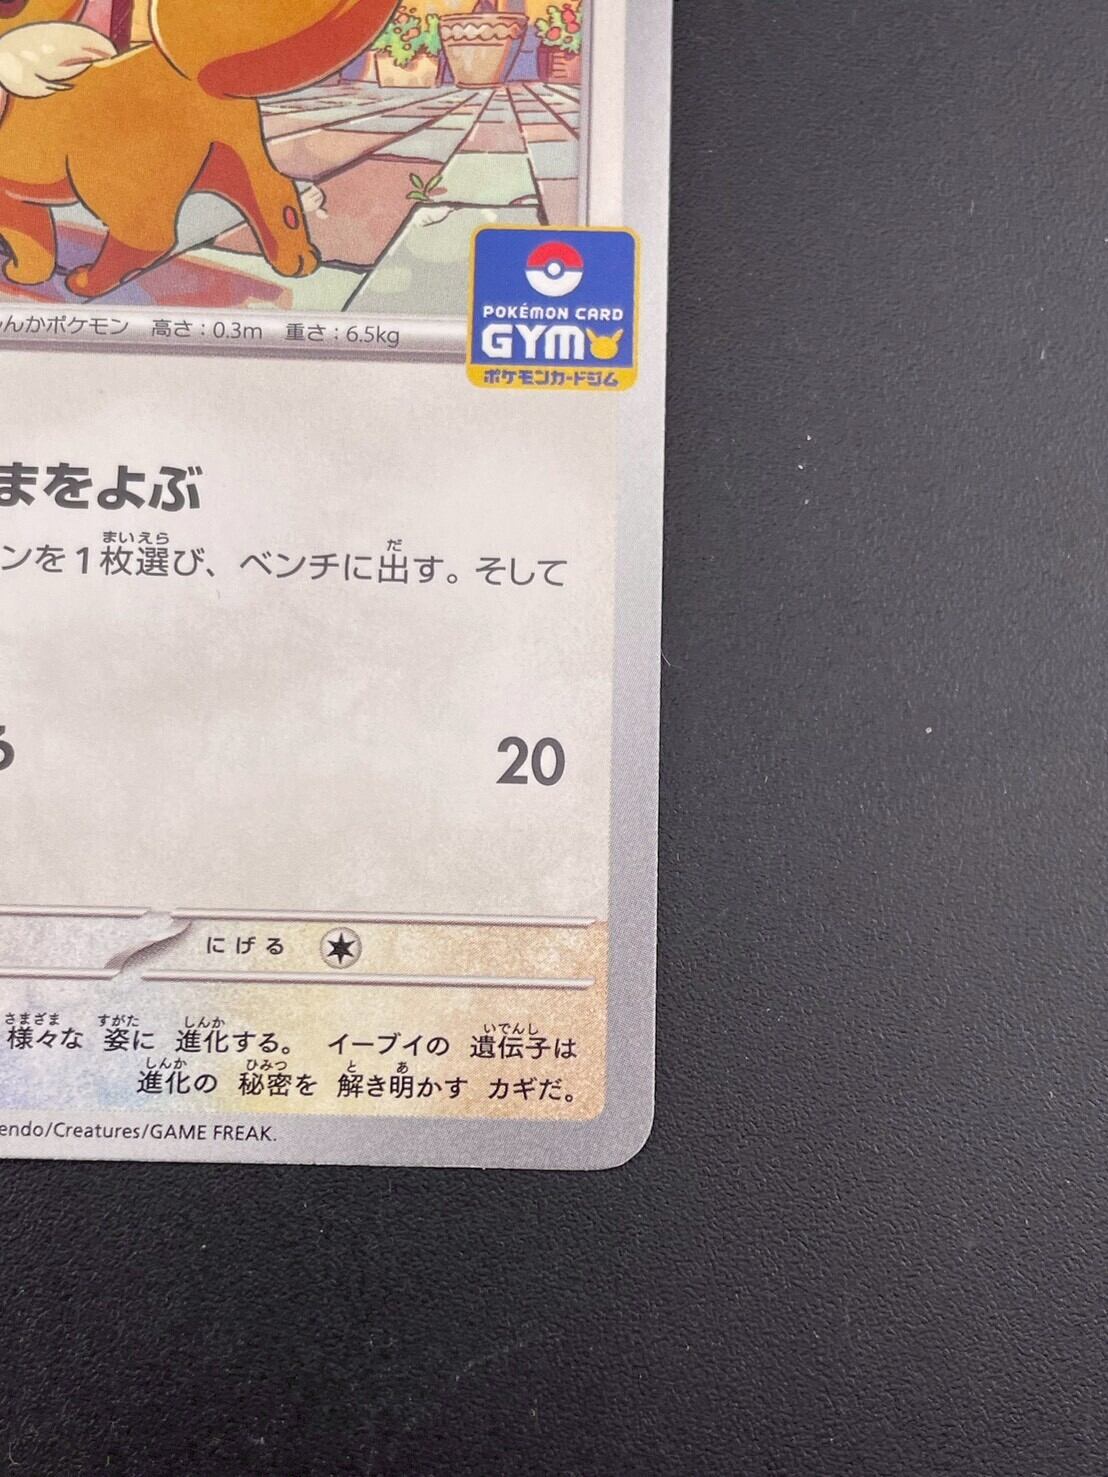 POKÉMON CARD
GYM
ポケモンカードジム
んかポケモン 高さ：0.3m 重さ：6.5kg
まをよぶ
まいえら だ
ンを1枚選び、ベンチに出す。そして
20
にげる
さまざま すがた しんか いでんし
様々な 姿に 進化する。 イーブイの 遺伝子は
しんか ひみつ と あ
進化の 秘密を 解き明かす カギだ。
endo/Creatures/GAME FREAK.